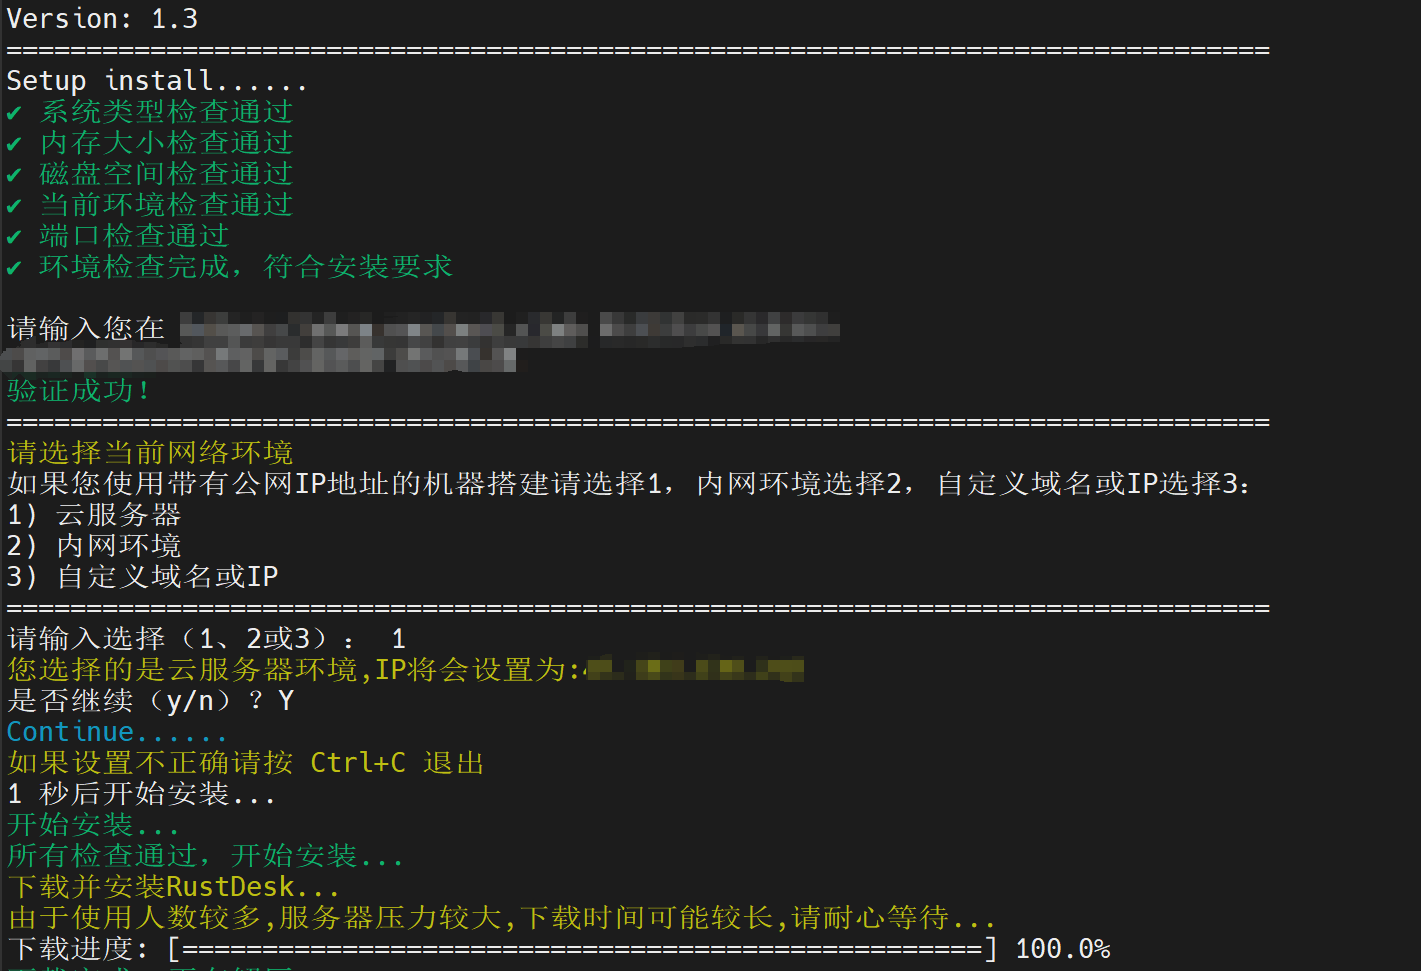 Version: 1.3
===============================================================================
Setup install......
✔ 系统类型检查通过
✔ 内存大小检查通过
✔ 磁盘空间检查通过
✔ 当前环境检查通过
✔ 端口检查通过
✔ 环境检查完成，符合安装要求
请输入您在
验证成功！
===============================================================================
请选择当前网络环境
如果您使用带有公网IP地址的机器搭建请选择1，内网环境选择2，自定义域名或IP选择3：
1) 云服务器
2) 内网环境
3) 自定义域名或IP
===============================================================================
请输入选择（1、2或3）： 1
您选择的是云服务器环境,IP将会设置为:
是否继续（y/n）？Y
Continue......
如果设置不正确请按 Ctrl+C 退出
1 秒后开始安装...
开始安装...
所有检查通过，开始安装...
下载并安装RustDesk...
由于使用人数较多,服务器压力较大,下载时间可能较长,请耐心等待...
下载进度: [==================================================] 100.0%